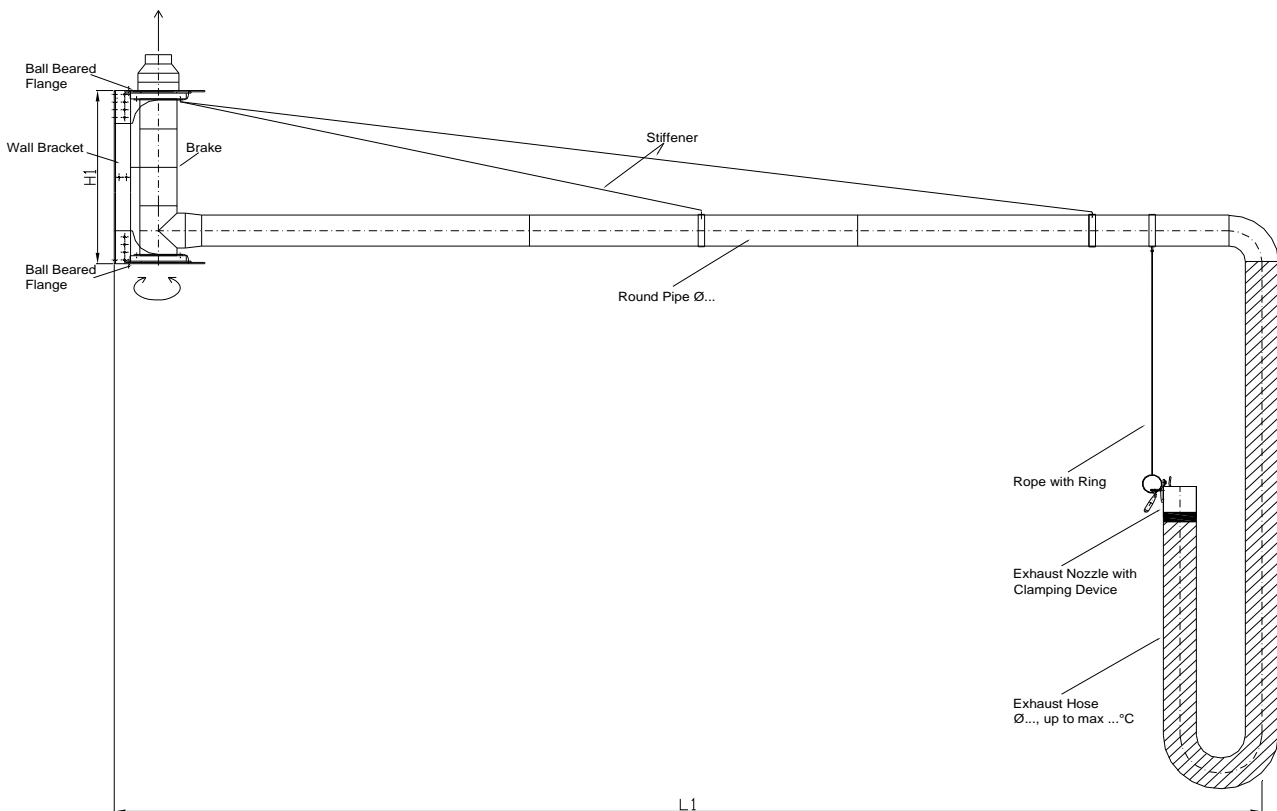 Ball Beared
Flange
Stiffener
Wall Bracket
Brake
H1
Ball Beared
Flange
Round Pipe Ø...
Rope with Ring
Exhaust Nozzle with
Clamping Device
Exhaust Hose
Ø..., up to max ...°C
L1